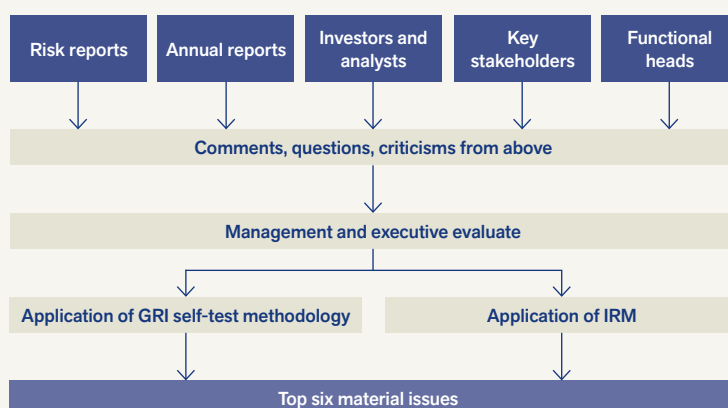 Risk reports
Annual reports
Investors and
analysts
Key
stakeholders
Functional
heads
Comments, questions, criticisms from above
Management and executive evaluate
Application of GRI self-test methodology
Application of IRM
Top six material issues